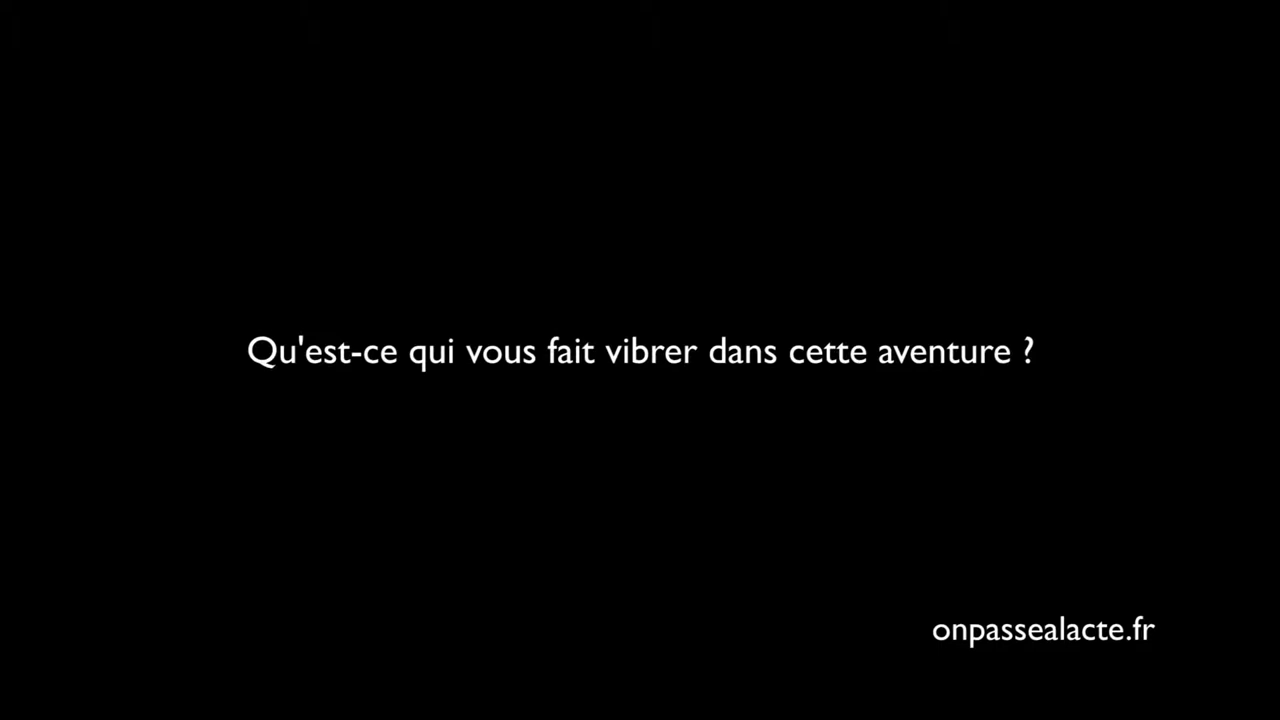 Qu'est-ce qui vous fait vibrer dans cette aventure ?
onpassealacte.fr